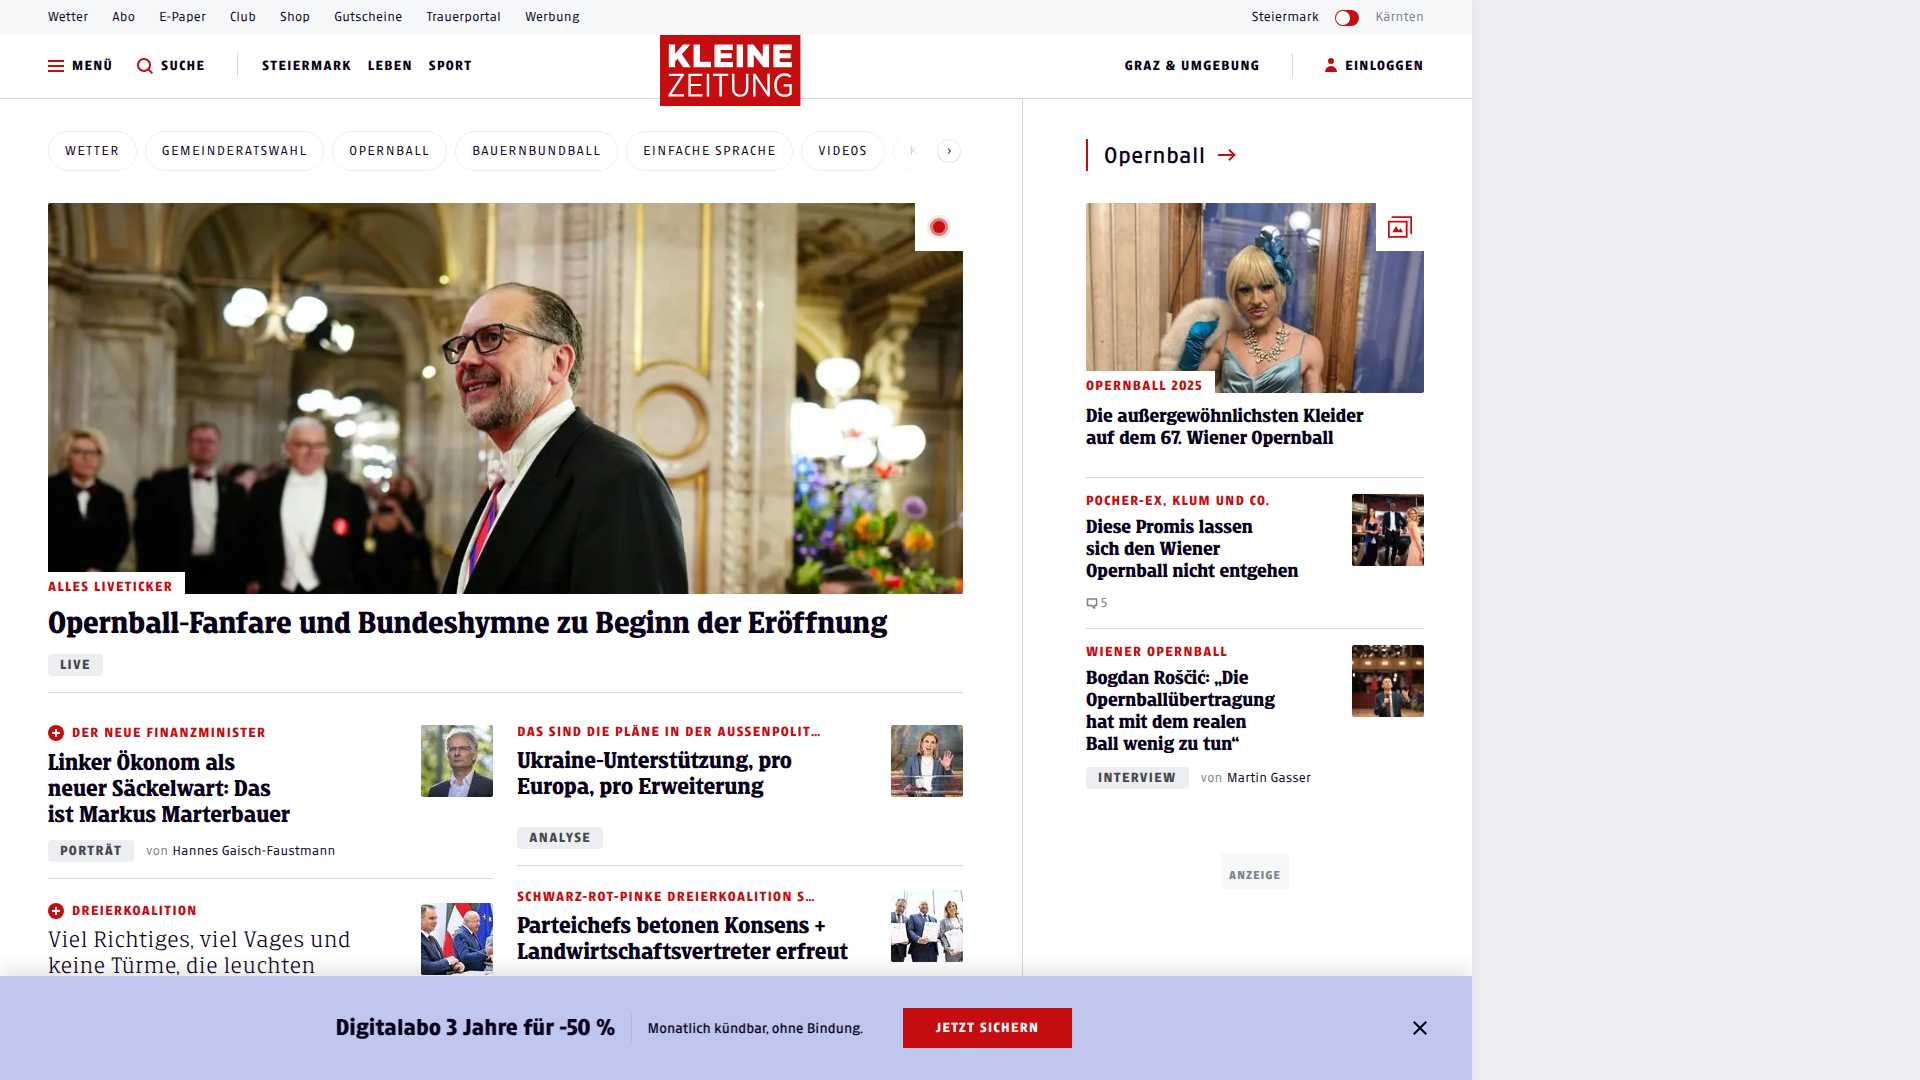 Wetter Abo E-Paper Club Shop Gutscheine Trauerportal Werbung Steiermark Kärnten
MENÜ SUCHE STEIERMARK LEBEN SPORT KLEINE ZEITUNG GRAZ & UMGEBUNG EINLOGGEN
WETTER GEMEINDERATSWAHL OPERNBALL BAUERNBUNDBALL EINFACHE SPRACHE VIDEOS K
ALLES LIVETICKER
Opernball-Fanfare und Bundeshymne zu Beginn der Eröffnung
LIVE
DER NEUE FINANZMINISTER
Linker Ökonom als
neuer Säckelwart: Das
ist Markus Marterbauer
PORTRÄT von Hannes Gaisch-Faustmann
DREIERKOALITION
Viel Richtiges, viel Vages und
keine Türme, die leuchten
DAS SIND DIE PLÄNE IN DER AUSSENPOLIT...
Ukraine-Unterstützung, pro
Europa, pro Erweiterung
ANALYSE
SCHWARZ-ROT-PINKE DREIERKOALITION S...
Parteichefs betonen Konsens +
Landwirtschaftsvertreter erfreut
Opernball
OPERNBALL 2025
Die außergewöhnlichsten Kleider
auf dem 67. Wiener Opernball
POCHER-EX, KLUM UND CO.
Diese Promis lassen
sich den Wiener
Opernball nicht entgehen
5
WIENER OPERNBALL
Bogdan Roščić: „Die
Opernballübertragung
hat mit dem realen
Ball wenig zu tun“
INTERVIEW von Martin Gasser
ANZEIGE
Digitalabo 3 Jahre für -50 % Monatlich kündbar, ohne Bindung. JETZT SICHERN